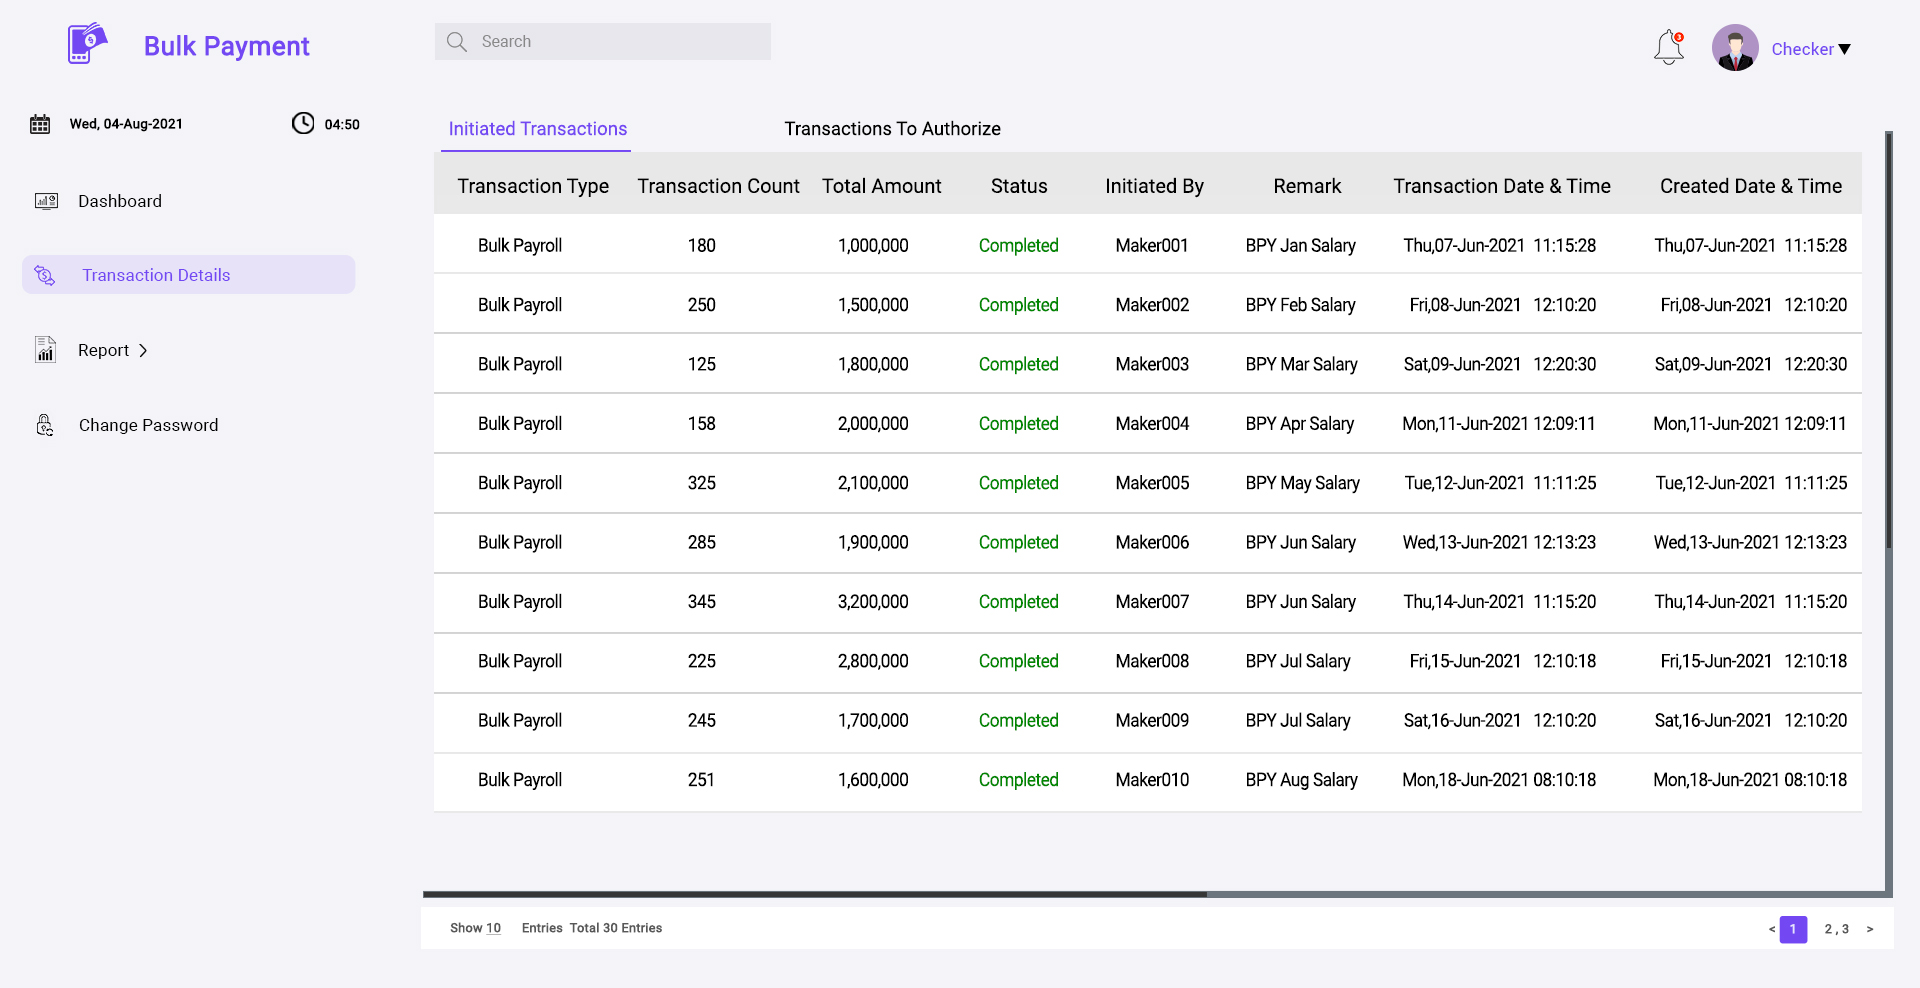 Bulk Payment
Search
3
Checker
Wed, 04-Aug-2021 04:50
Dashboard
Transaction Details
Report >
Change Password
Initiated Transactions Transactions To Authorize
Transaction Type Transaction Count Total Amount Status Initiated By Remark Transaction Date & Time Created Date & Time
Bulk Payroll 180 1,000,000 Completed Maker001 BPY Jan Salary Thu,07-Jun-2021 11:15:28 Thu,07-Jun-2021 11:15:28
Bulk Payroll 250 1,500,000 Completed Maker002 BPY Feb Salary Fri,08-Jun-2021 12:10:20 Fri,08-Jun-2021 12:10:20
Bulk Payroll 125 1,800,000 Completed Maker003 BPY Mar Salary Sat,09-Jun-2021 12:20:30 Sat,09-Jun-2021 12:20:30
Bulk Payroll 158 2,000,000 Completed Maker004 BPY Apr Salary Mon,11-Jun-2021 12:09:11 Mon,11-Jun-2021 12:09:11
Bulk Payroll 325 2,100,000 Completed Maker005 BPY May Salary Tue,12-Jun-2021 11:11:25 Tue,12-Jun-2021 11:11:25
Bulk Payroll 285 1,900,000 Completed Maker006 BPY Jun Salary Wed,13-Jun-2021 12:13:23 Wed,13-Jun-2021 12:13:23
Bulk Payroll 345 3,200,000 Completed Maker007 BPY Jun Salary Thu,14-Jun-2021 11:15:20 Thu,14-Jun-2021 11:15:20
Bulk Payroll 225 2,800,000 Completed Maker008 BPY Jul Salary Fri,15-Jun-2021 12:10:18 Fri,15-Jun-2021 12:10:18
Bulk Payroll 245 1,700,000 Completed Maker009 BPY Jul Salary Sat,16-Jun-2021 12:10:20 Sat,16-Jun-2021 12:10:20
Bulk Payroll 251 1,600,000 Completed Maker010 BPY Aug Salary Mon,18-Jun-2021 08:10:18 Mon,18-Jun-2021 08:10:18
Show 10 Entries Total 30 Entries < 1 2 , 3 >